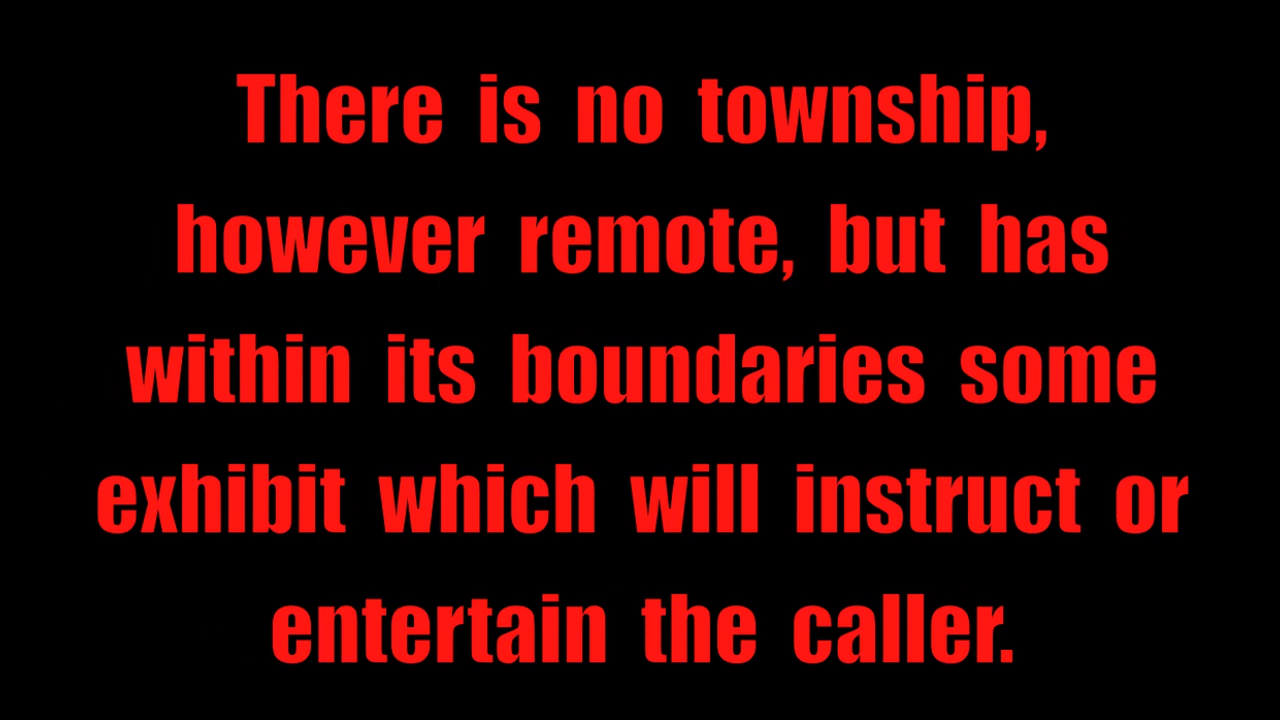 There is no township,
however remote, but has
within its boundaries some
exhibit which will instruct or
entertain the caller.